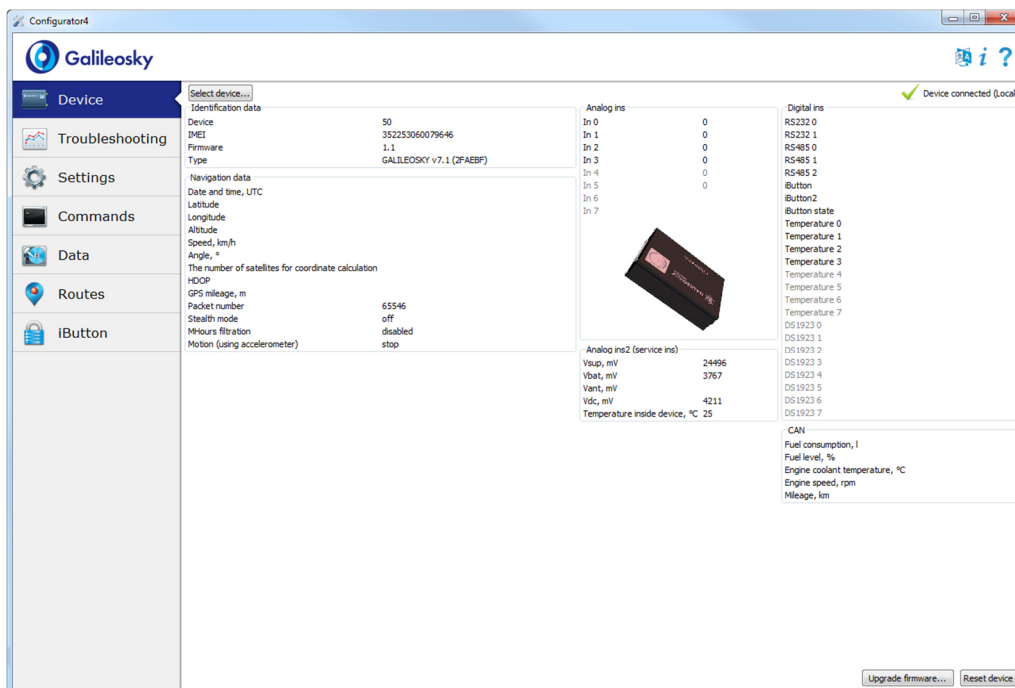 Configurator4
Galileosky
Device
Troubleshooting
Settings
Commands
Data
Routes
iButton
Select device...
Device connected (Local
Identification data
Device 50
IMEI 352253060079646
Firmware 1.1
Type GALILEOSKY v7.1 (2FAEBF)
Navigation data
Date and time, UTC
Latitude
Longitude
Altitude
Speed, km/h
Angle, °
The number of satellites for coordinate calculation
HDOP
GPS mileage, m
Packet number 65546
Stealth mode off
MHours filtration disabled
Motion (using accelerometer) stop
Analog ins
In 0 0
In 1 0
In 2 0
In 3 0
In 4 0
In 5 0
In 6
In 7
Analog ins2 (service ins)
Vsup, mV 24496
Vbat, mV 3767
Vant, mV
Vdc, mV 4211
Temperature inside device, °C 25
Digital ins
RS232 0
RS232 1
RS485 0
RS485 1
RS485 2
iButton
iButton2
iButton state
Temperature 0
Temperature 1
Temperature 2
Temperature 3
Temperature 4
Temperature 5
Temperature 6
Temperature 7
DS1923 0
DS1923 1
DS1923 2
DS1923 3
DS1923 4
DS1923 5
DS1923 6
DS1923 7
CAN
Fuel consumption, l
Fuel level, %
Engine coolant temperature, °C
Engine speed, rpm
Mileage, km
Upgrade firmware...
Reset device